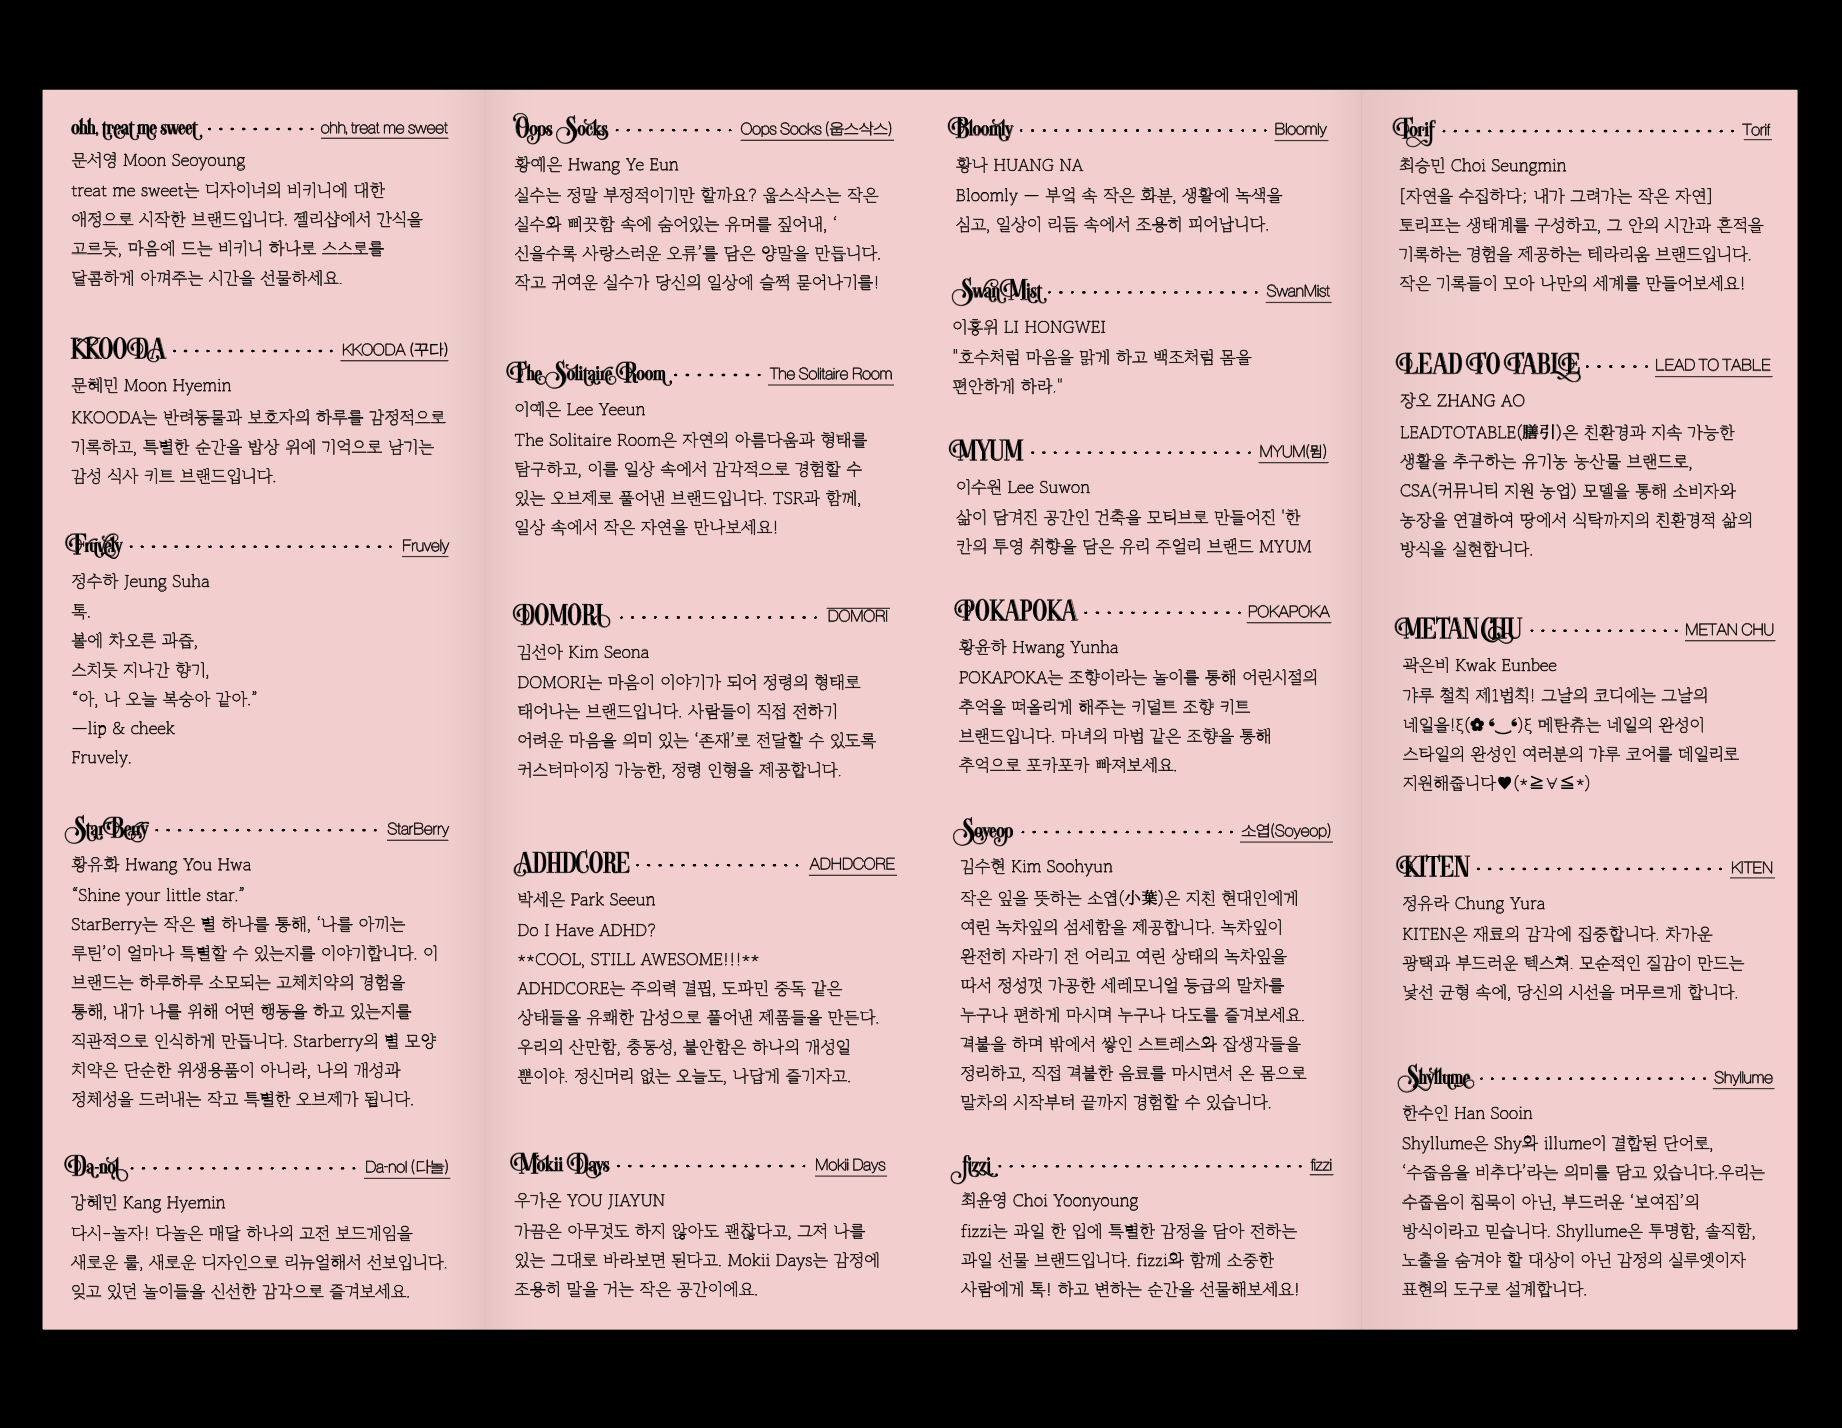 ohh, treat me sweet ohh, treat me sweet
문서영 Moon Seoyoung
treat me sweet는 디자이너의 비키니에 대한
애정으로 시작한 브랜드입니다. 젤리샵에서 간식을
고르듯, 마음에 드는 비키니 하나로 스스로를
달콤하게 아껴주는 시간을 선물하세요.
KKOODA KKOODA (꾸다)
문혜민 Moon Hyemin
KKOODA는 반려동물과 보호자의 하루를 감정적으로
기록하고, 특별한 순간을 밥상 위에 기억으로 남기는
감성 식사 키트 브랜드입니다.
Fruvely Fruvely
정수하 Jeung Suha
톡.
볼에 차오른 과즙,
스치듯 지나간 향기,
“아, 나 오늘 복숭아 같아.”
—lip & cheek
Fruvely.
StarBerry StarBerry
황유화 Hwang You Hwa
“Shine your little star.”
StarBerry는 작은 별 하나를 통해, ‘나를 아끼는
루틴’이 얼마나 특별할 수 있는지를 이야기합니다. 이
브랜드는 하루하루 소모되는 고체치약의 경험을
통해, 내가 나를 위해 어떤 행동을 하고 있는지를
직관적으로 인식하게 만듭니다. Starberry의 별 모양
치약은 단순한 위생용품이 아니라, 나의 개성과
정체성을 드러내는 작고 특별한 오브제가 됩니다.
Da-nol Da-nol (다놀)
강혜민 Kang Hyemin
다시-놀자! 다놀은 매달 하나의 고전 보드게임을
새로운 룰, 새로운 디자인으로 리뉴얼해서 선보입니다.
잊고 있던 놀이들을 신선한 감각으로 즐겨보세요.
Oops Socks Oops Socks (웁스삭스)
황예은 Hwang Ye Eun
실수는 정말 부정적이기만 할까요? 웁스삭스는 작은
실수와 삐끗함 속에 숨어있는 유머를 짚어내, ‘
신을수록 사랑스러운 오류’를 담은 양말을 만듭니다.
작고 귀여운 실수가 당신의 일상에 슬쩍 묻어나기를!
The Solitaire Room The Solitaire Room
이예은 Lee Yeeun
The Solitaire Room은 자연의 아름다움과 형태를
탐구하고, 이를 일상 속에서 감각적으로 경험할 수
있는 오브제로 풀어낸 브랜드입니다. TSR과 함께,
일상 속에서 작은 자연을 만나보세요!
DOMORI DOMORI
김선아 Kim Seona
DOMORI는 마음이 이야기가 되어 정령의 형태로
태어나는 브랜드입니다. 사람들이 직접 전하기
어려운 마음을 의미 있는 ‘존재’로 전달할 수 있도록
커스터마이징 가능한, 정령 인형을 제공합니다.
ADHDCORE ADHDCORE
박세은 Park Seeun
Do I Have ADHD?
**COOL, STILL AWESOME!!!**
ADHDCORE는 주의력 결핍, 도파민 중독 같은
상태들을 유쾌한 감성으로 풀어낸 제품들을 만든다.
우리의 산만함, 충동성, 불안함은 하나의 개성일
뿐이야. 정신머리 없는 오늘도, 나답게 즐기자고.
Mokii Days Mokii Days
우가온 YOU JIAYUN
가끔은 아무것도 하지 않아도 괜찮다고, 그저 나를
있는 그대로 바라보면 된다고. Mokii Days는 감정에
조용히 말을 거는 작은 공간이에요.
Bloomly Bloomly
황나 HUANG NA
Bloomly — 부엌 속 작은 화분, 생활에 녹색을
심고, 일상이 리듬 속에서 조용히 피어납니다.
SwanMist SwanMist
이홍위 LI HONGWEI
"호수처럼 마음을 맑게 하고 백조처럼 몸을
편안하게 하라."
MYUM MYUM(뮘)
이수원 Lee Suwon
삶이 담겨진 공간인 건축을 모티브로 만들어진 '한
칸의 투영 취향을 담은 유리 주얼리 브랜드 MYUM
POKAPOKA POKAPOKA
황윤하 Hwang Yunha
POKAPOKA는 조향이라는 놀이를 통해 어린시절의
추억을 떠올리게 해주는 키덜트 조향 키트
브랜드입니다. 마녀의 마법 같은 조향을 통해
추억으로 포카포카 빠져보세요.
Soyeop 소엽(Soyeop)
김수현 Kim Soohyun
작은 잎을 뜻하는 소엽(小葉)은 지친 현대인에게
여린 녹차잎의 섬세함을 제공합니다. 녹차잎이
완전히 자라기 전 어리고 여린 상태의 녹차잎을
따서 정성껏 가공한 세레모니얼 등급의 말차를
누구나 편하게 마시며 누구나 다도를 즐겨보세요.
격불을 하며 밖에서 쌓인 스트레스와 잡생각들을
정리하고, 직접 격불한 음료를 마시면서 온 몸으로
말차의 시작부터 끝까지 경험할 수 있습니다.
fizzi fizzi
최윤영 Choi Yoonyoung
fizzi는 과일 한 입에 특별한 감정을 담아 전하는
과일 선물 브랜드입니다. fizzi와 함께 소중한
사람에게 톡! 하고 변하는 순간을 선물해보세요!
Torif Torif
최승민 Choi Seungmin
[자연을 수집하다; 내가 그려가는 작은 자연]
토리프는 생태계를 구성하고, 그 안의 시간과 흔적을
기록하는 경험을 제공하는 테라리움 브랜드입니다.
작은 기록들이 모아 나만의 세계를 만들어보세요!
LEAD TO TABLE LEAD TO TABLE
장오 ZHANG AO
LEADTOTABLE(膳引)은 친환경과 지속 가능한
생활을 추구하는 유기농 농산물 브랜드로,
CSA(커뮤니티 지원 농업) 모델을 통해 소비자와
농장을 연결하여 땅에서 식탁까지의 친환경적 삶의
방식을 실현합니다.
METAN CHU METAN CHU
곽은비 Kwak Eunbee
갸루 철칙 제1법칙! 그날의 코디에는 그날의
네일을!ξ(✿ ❛‿❛)ξ 메탄츄는 네일의 완성이
스타일의 완성인 여러분의 갸루 코어를 데일리로
지원해줍니다♥(*≧∀≦*)
KITEN KITEN
정유라 Chung Yura
KITEN은 재료의 감각에 집중합니다. 차가운
광택과 부드러운 텍스쳐. 모순적인 질감이 만드는
낯선 균형 속에, 당신의 시선을 머무르게 합니다.
Shyllume Shyllume
한수인 Han Sooin
Shyllume은 Shy와 illume이 결합된 단어로,
‘수줍음을 비추다’라는 의미를 담고 있습니다.우리는
수줍음이 침묵이 아닌, 부드러운 ‘보여짐’의
방식이라고 믿습니다. Shyllume은 투명함, 솔직함,
노출을 숨겨야 할 대상이 아닌 감정의 실루엣이자
표현의 도구로 설계합니다.